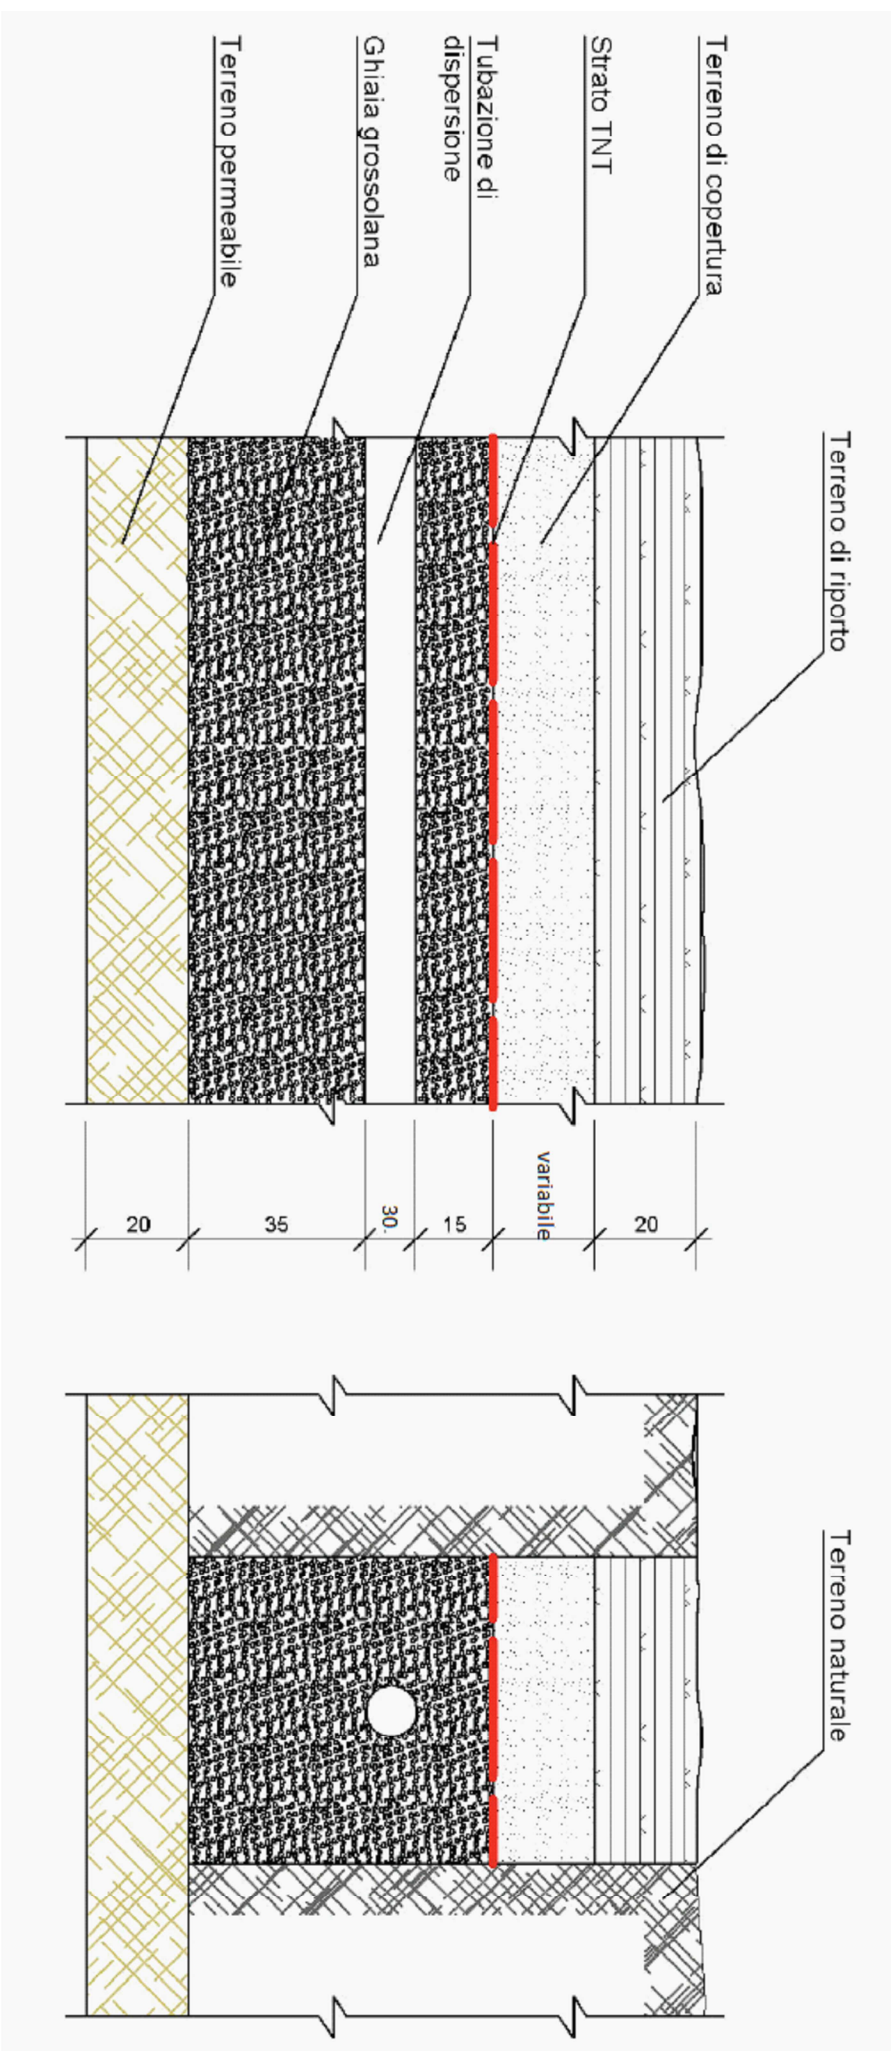 Terreno di riporto
Terreno di copertura
Strato TNT
Tubazione di
dispersione
Ghiaia grossolana
Terreno permeabile
20
variabile
15
30
35
20
Terreno naturale